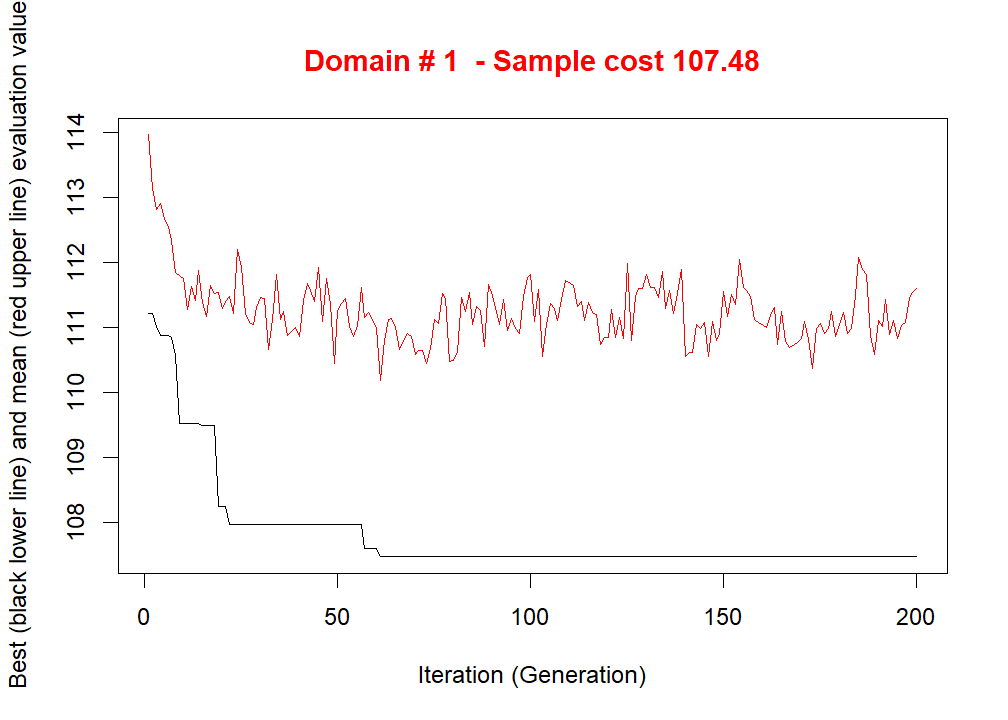 Domain # 1  - Sample cost 107.48
Best (black lower line) and mean (red upper line) evaluation value
114
113
112
111
110
109
108
0 50 100 150 200
Iteration (Generation)